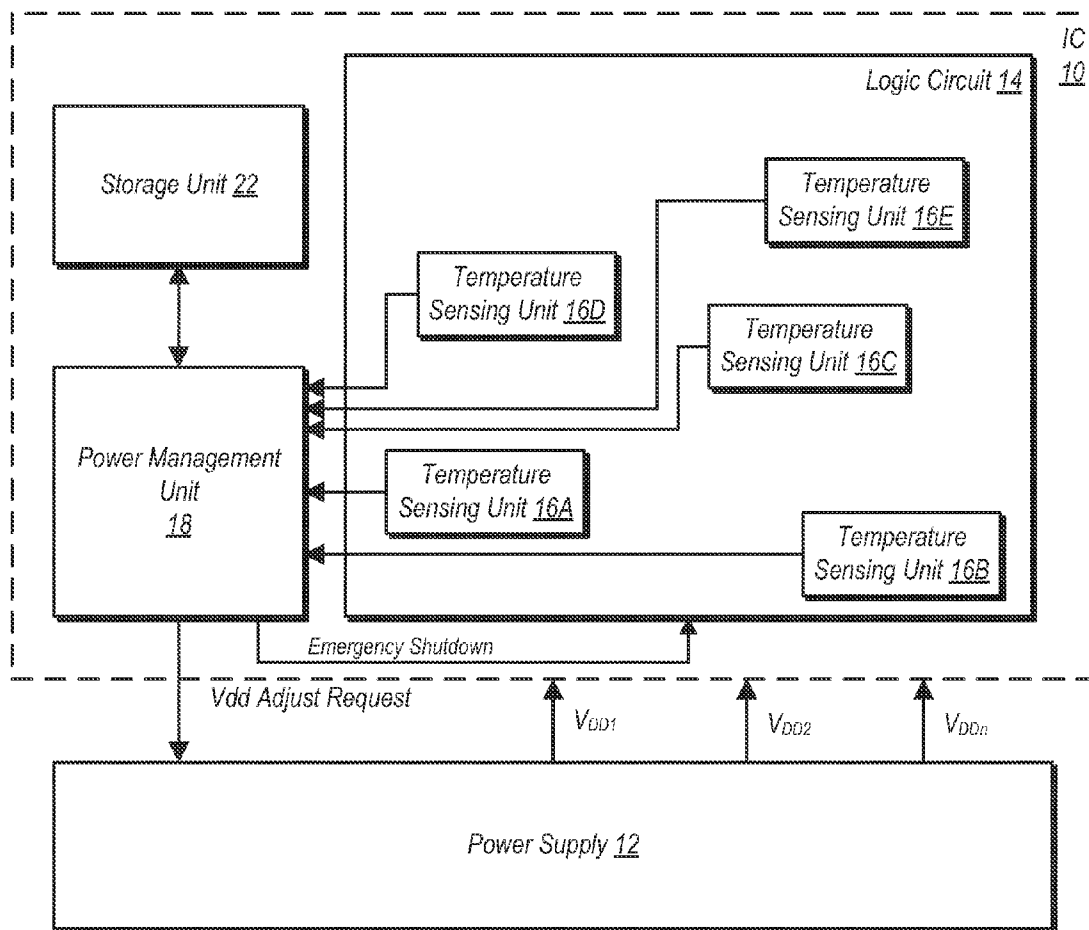 IC
10
Logic Circuit 14
Storage Unit 22
Temperature
Sensing Unit 16E
Temperature
Sensing Unit 16D
Temperature
Sensing Unit 16C
Power Management
Unit
18
Temperature
Sensing Unit 16A
Temperature
Sensing Unit 16B
Emergency Shutdown
Vdd Adjust Request
VDD1
VDD2
VDDn
Power Supply 12